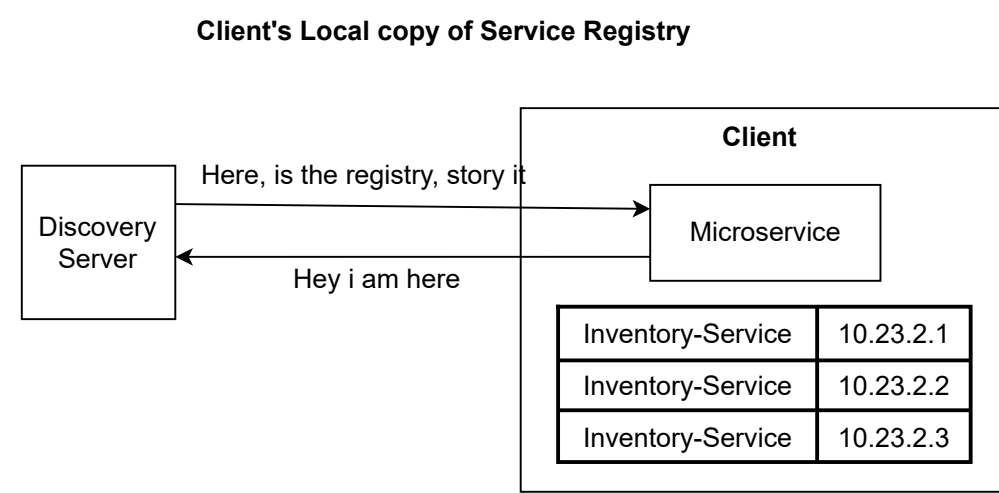 Client's Local copy of Service Registry
Client
Here, is the registry, story it
Discovery
Server
Microservice
Hey i am here
Inventory-Service 10.23.2.1
Inventory-Service 10.23.2.2
Inventory-Service 10.23.2.3